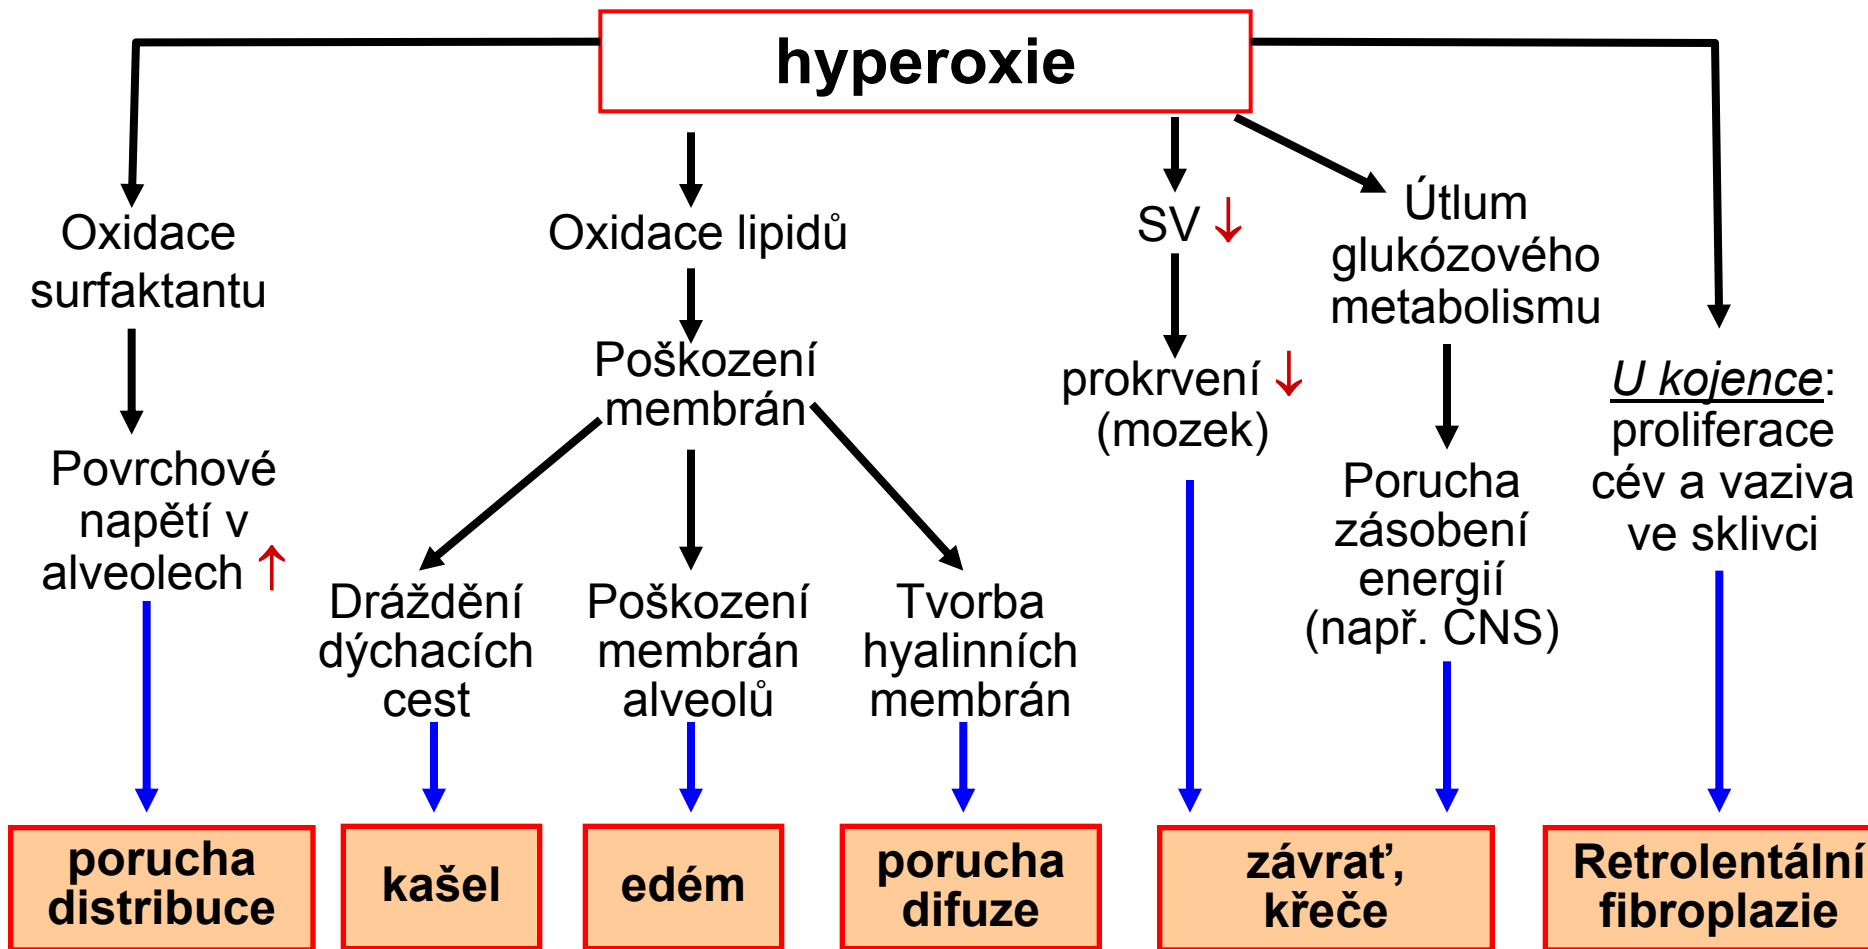 hyperoxie
Oxidace
surfaktantu
Povrchové
napětí v
alveolech ↑
porucha
distribuce
Oxidace lipidů
Poškození
membrán
Dráždění
dýchacích
cest
kašel
Poškození
membrán
alveolů
edém
Tvorba
hyalinních
membrán
porucha
difuze
SV ↓
prokrvení ↓
(mozek)
Útlum
glukózového
metabolismu
Porucha
zásobení
energií
(např. CNS)
závrať,
křeče
U kojence:
proliferace
cév a vaziva
ve sklivci
Retrolentální
fibroplazie